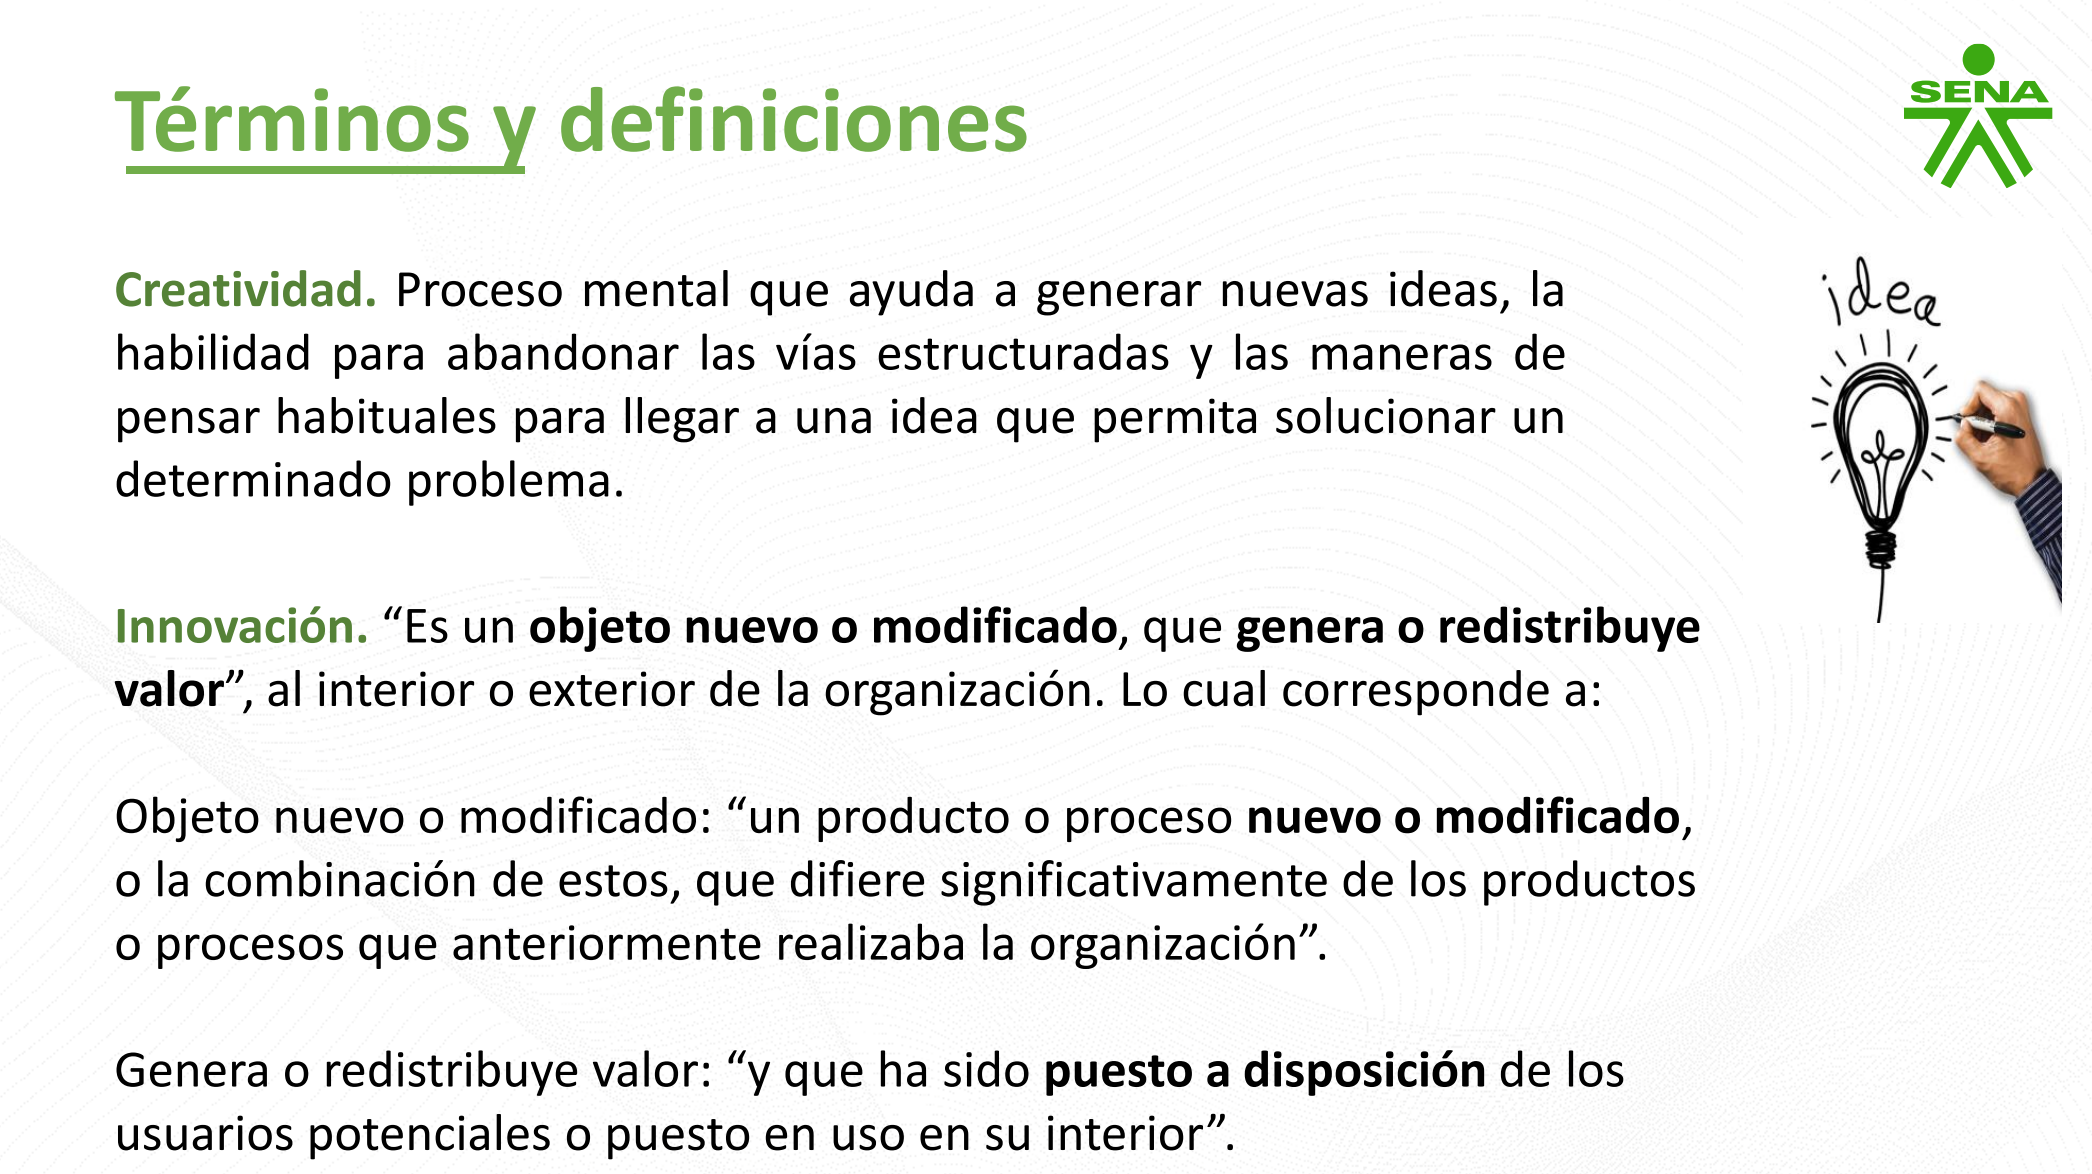 Términos y definiciones
SENA
Creatividad. Proceso mental que ayuda a generar nuevas ideas, la
habilidad para abandonar las vías estructuradas y las maneras de
pensar habituales para llegar a una idea que permita solucionar un
determinado problema.
idea
Innovación. “Es un objeto nuevo o modificado, que genera o redistribuye
valor”, al interior o exterior de la organización. Lo cual corresponde a:
Objeto nuevo o modificado: “un producto o proceso nuevo o modificado,
o la combinación de estos, que difiere significativamente de los productos
o procesos que anteriormente realizaba la organización”.
Genera o redistribuye valor: “y que ha sido puesto a disposición de los
usuarios potenciales o puesto en uso en su interior”.